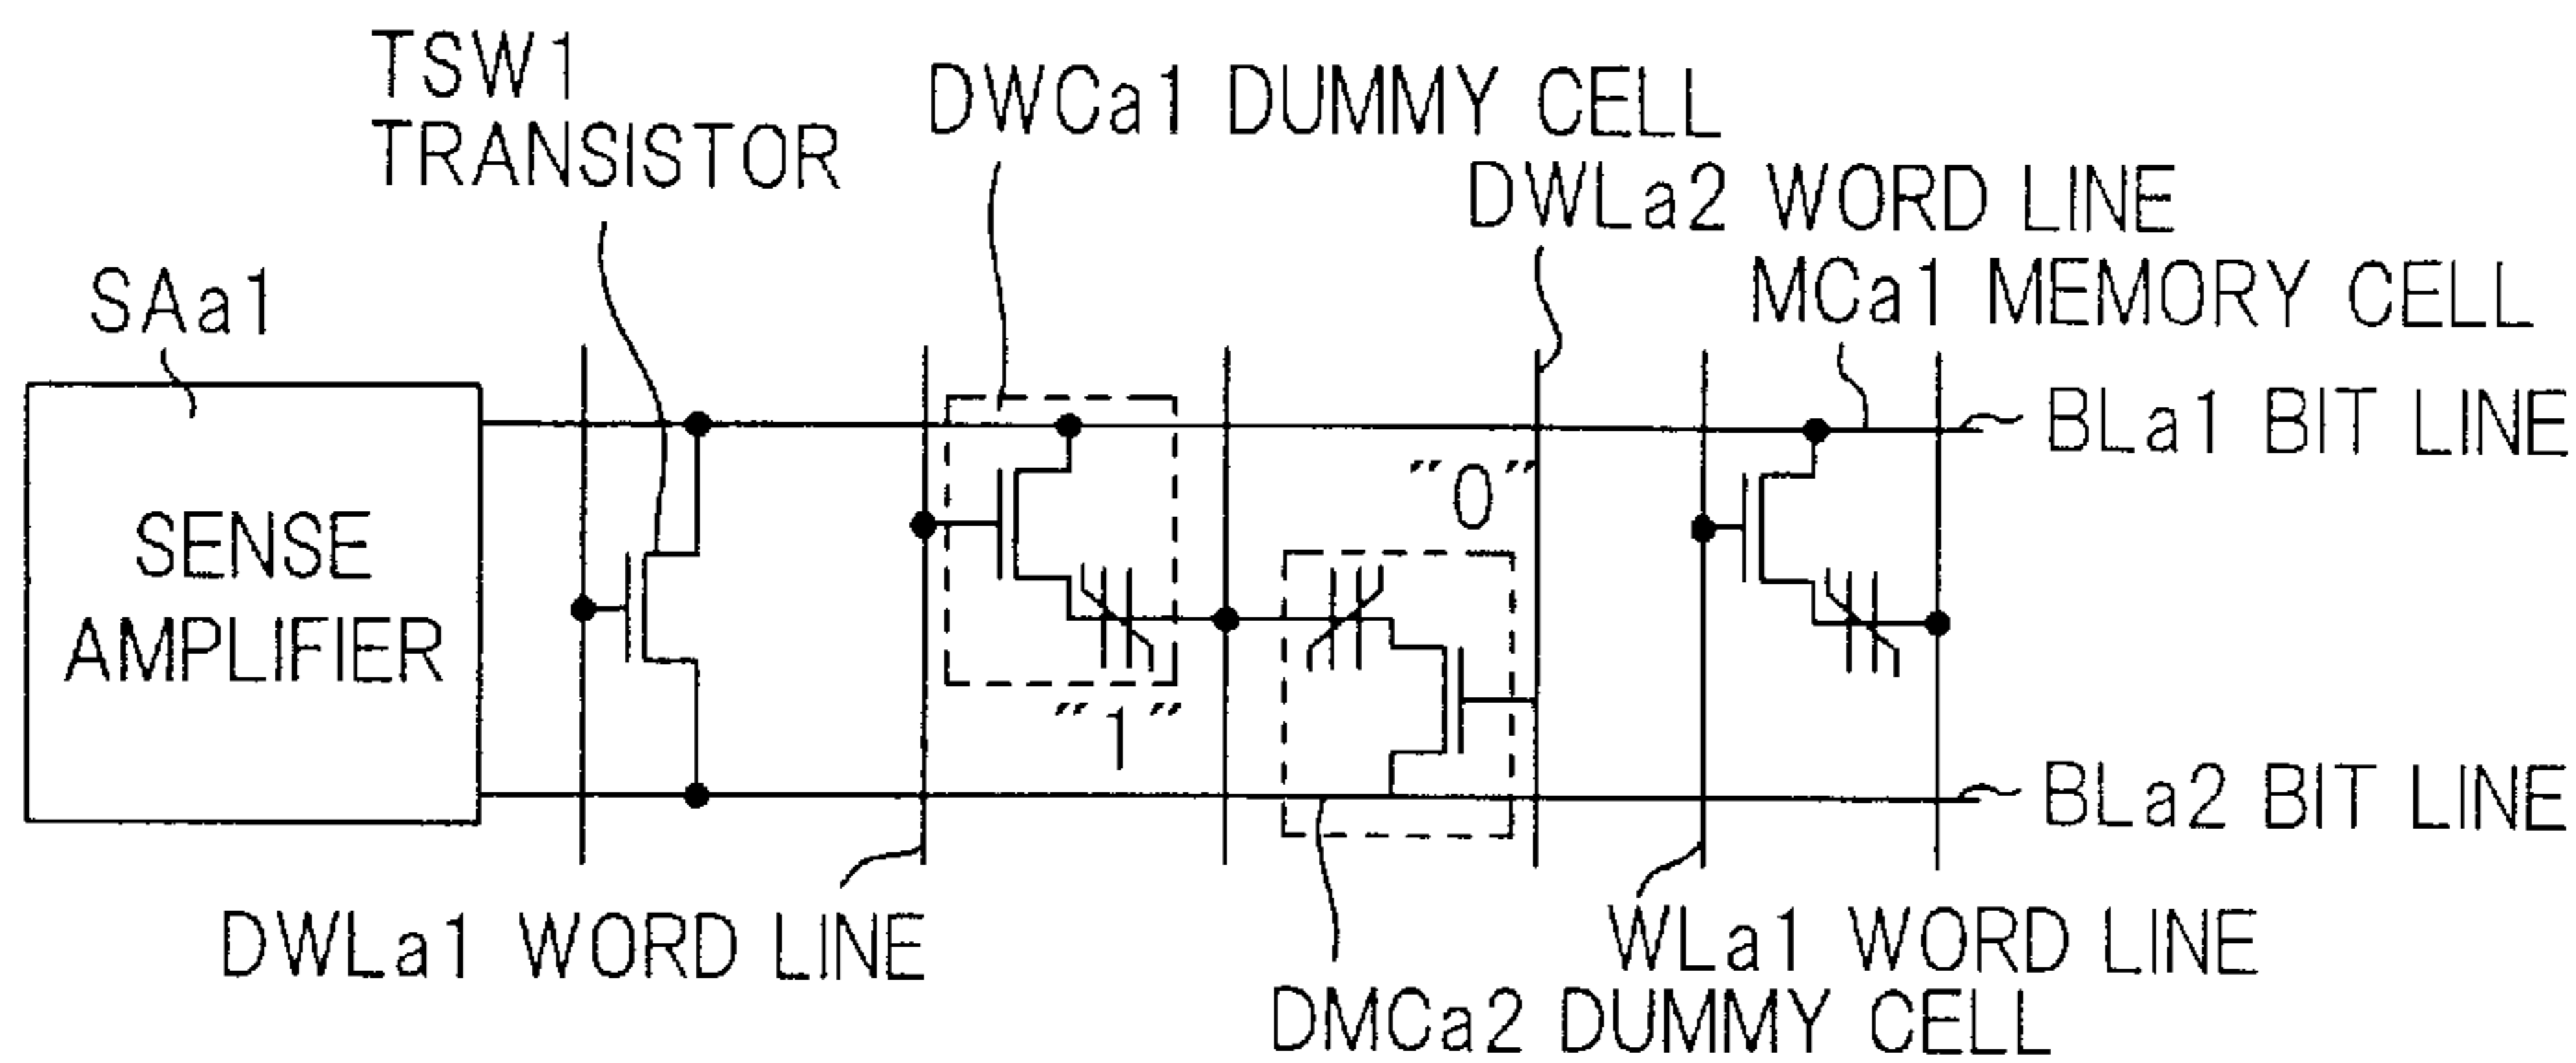 TSW1
TRANSISTOR
DWCa1 DUMMY CELL
DWLa2 WORD LINE
MCa1 MEMORY CELL
SAa1
BLa1 BIT LINE
"0"
SENSE
AMPLIFIER
"1"
BLa2 BIT LINE
DWLa1 WORD LINE
WLa1 WORD LINE
DMCa2 DUMMY CELL